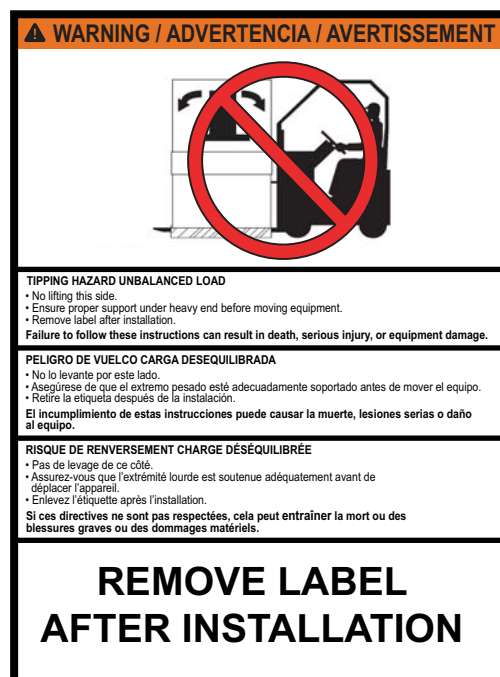 WARNING / ADVERTENCIA / AVERTISSEMENT
TIPPING HAZARD UNBALANCED LOAD
• No lifting this side.
• Ensure proper support under heavy end before moving equipment.
• Remove label after installation.
Failure to follow these instructions can result in death, serious injury, or equipment damage.
PELIGRO DE VUELCO CARGA DESEQUILIBRADA
• No lo levante por este lado.
• Asegúrese de que el extremo pesado esté adecuadamente soportado antes de mover el equipo.
• Retire la etiqueta después de la instalación.
El incumplimiento de estas instrucciones puede causar la muerte, lesiones serias o daño
al equipo.
RISQUE DE RENVERSEMENT CHARGE DÉSÉQUILIBRÉE
• Pas de levage de ce côté.
• Assurez-vous que l'extrémité lourde est soutenue adéquatement avant de
déplacer l'appareil.
• Enlevez l'étiquette après l'installation.
Si ces directives ne sont pas respectées, cela peut entraîner la mort ou des
blessures graves ou des dommages matériels.
REMOVE LABEL
AFTER INSTALLATION